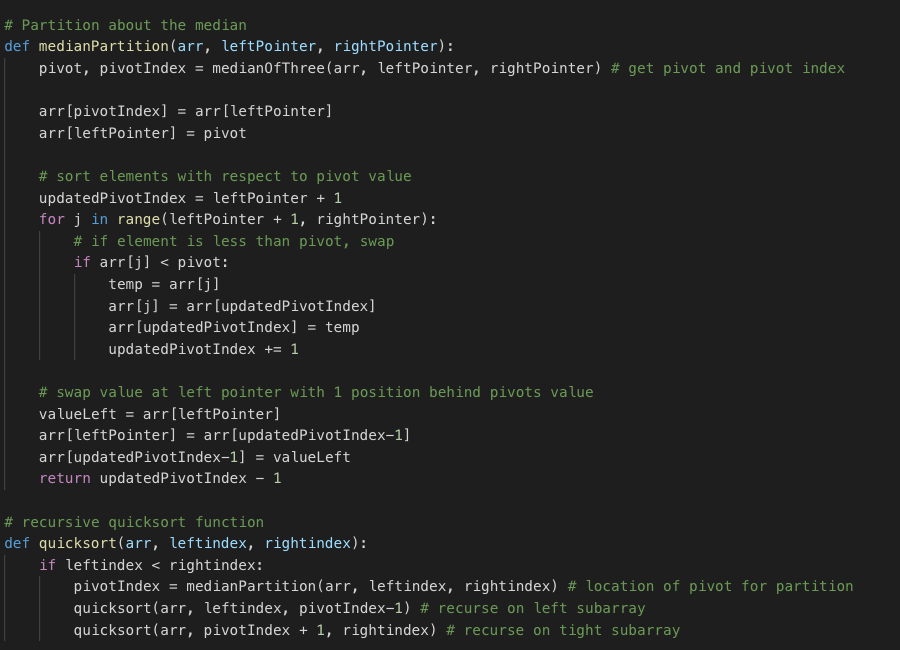 # Partition about the median
def medianPartition(arr, leftPointer, rightPointer):
    pivot, pivotIndex = medianOfThree(arr, leftPointer, rightPointer) # get pivot and pivot index

    arr[pivotIndex] = arr[leftPointer]
    arr[leftPointer] = pivot

    # sort elements with respect to pivot value
    updatedPivotIndex = leftPointer + 1
    for j in range(leftPointer + 1, rightPointer):
        # if element is less than pivot, swap
        if arr[j] < pivot:
            temp = arr[j]
            arr[j] = arr[updatedPivotIndex]
            arr[updatedPivotIndex] = temp
            updatedPivotIndex += 1

    # swap value at left pointer with 1 position behind pivots value
    valueLeft = arr[leftPointer]
    arr[leftPointer] = arr[updatedPivotIndex-1]
    arr[updatedPivotIndex-1] = valueLeft
    return updatedPivotIndex - 1

# recursive quicksort function
def quicksort(arr, leftindex, rightindex):
    if leftindex < rightindex:
        pivotIndex = medianPartition(arr, leftindex, rightindex) # location of pivot for partition
        quicksort(arr, leftindex, pivotIndex-1) # recurse on left subarray
        quicksort(arr, pivotIndex + 1, rightindex) # recurse on tight subarray